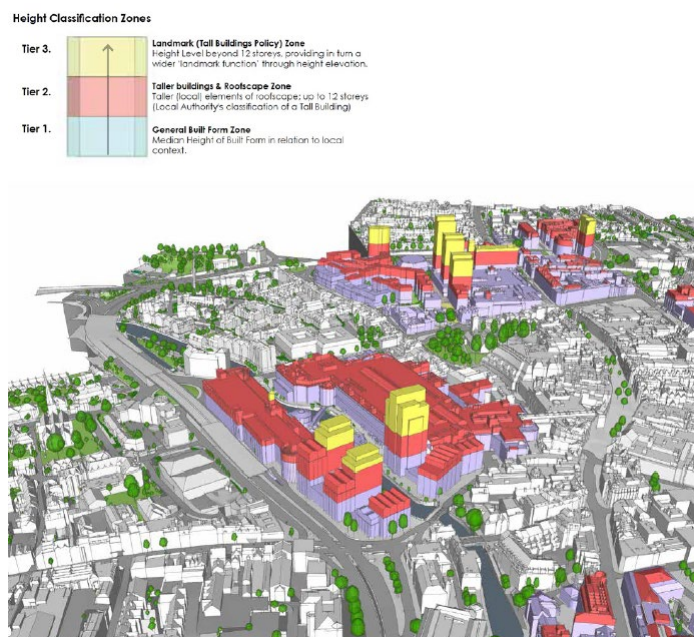 Height Classification Zones
Tier 3.
Landmark (Tall Buildings Policy) Zone
Height Level beyond 12 storeys, providing in turn a
wider 'landmark function' through height elevation.
Tier 2.
Taller buildings & Roofscape Zone
Taller (local) elements of roofscape; up to 12 storeys
(Local Authority's classification of a Tall Building)
Tier 1.
General Built Form Zone
Median Height of Built Form in relation to local
context.